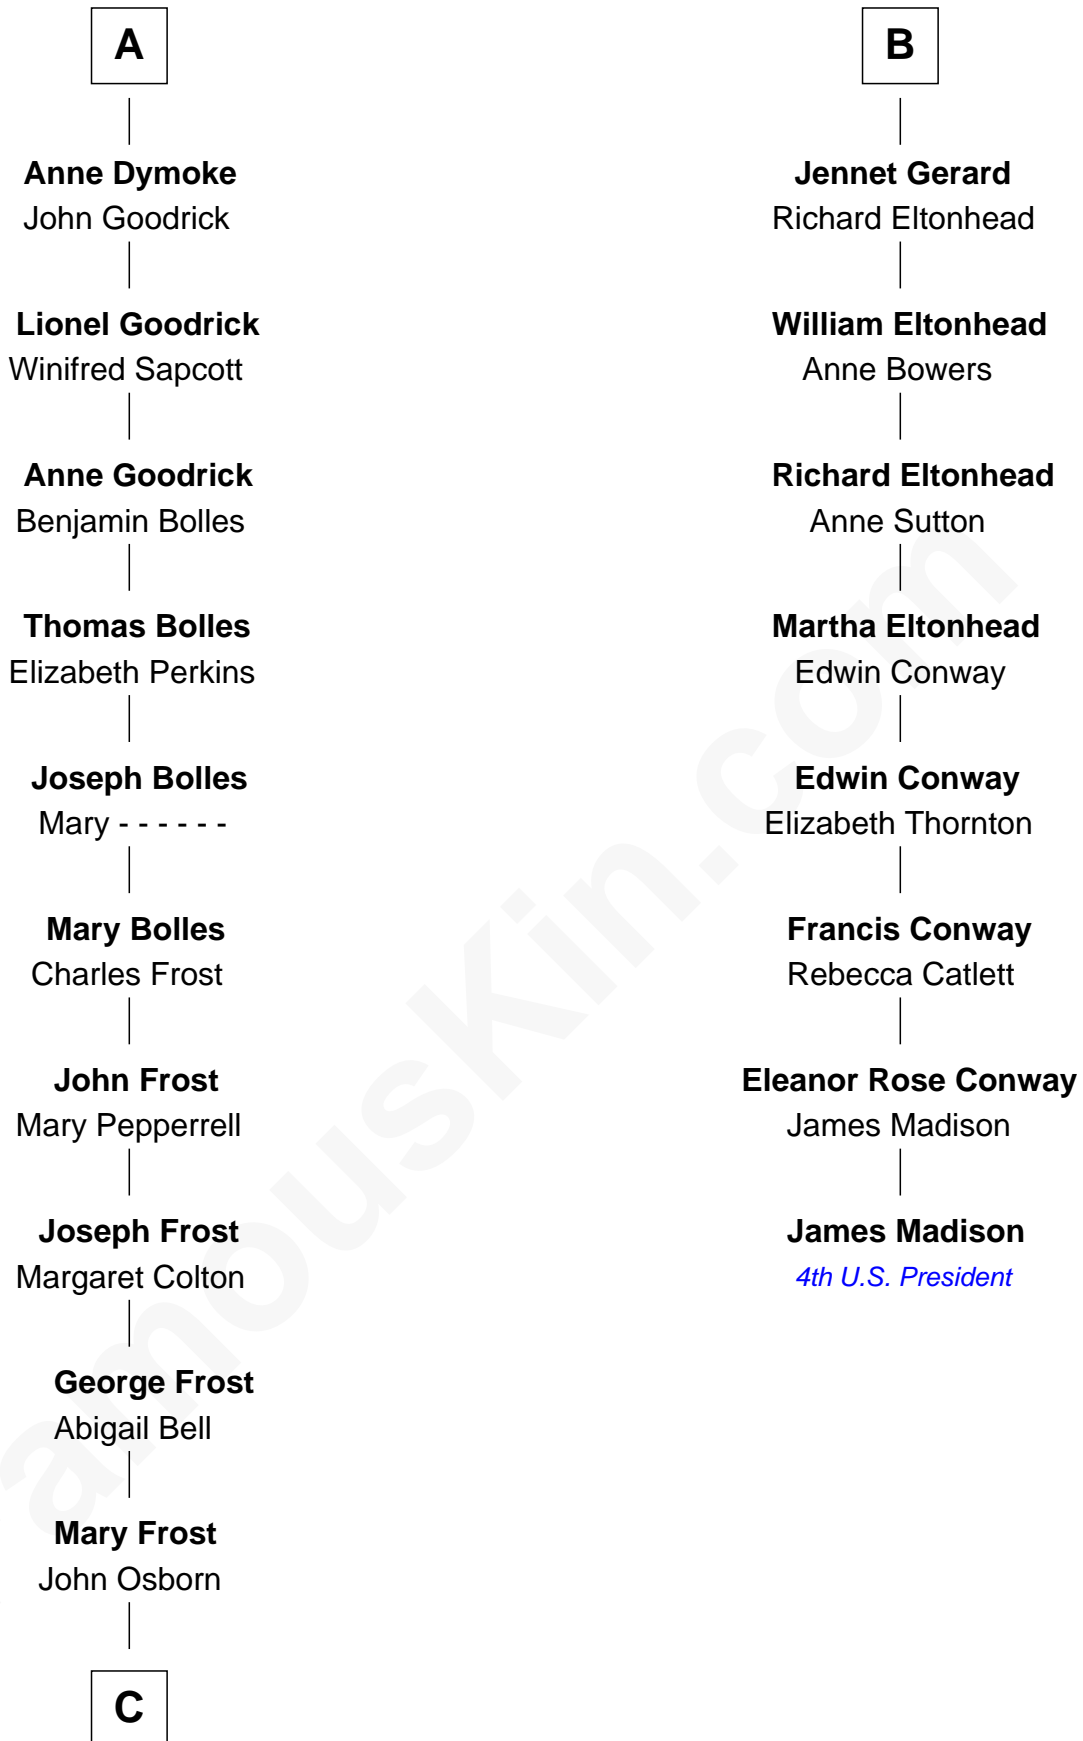 A
Anne Dymoke
John Goodrick
Lionel Goodrick
Winifred Sapcott
Anne Goodrick
Benjamin Bolles
Thomas Bolles
Elizabeth Perkins
Joseph Bolles
Mary - - - - - -
Mary Bolles
Charles Frost
John Frost
Mary Pepperrell
Joseph Frost
Margaret Colton
George Frost
Abigail Bell
Mary Frost
John Osborn
C
B
Jennet Gerard
Richard Eltonhead
William Eltonhead
Anne Bowers
Richard Eltonhead
Anne Sutton
Martha Eltonhead
Edwin Conway
Edwin Conway
Elizabeth Thornton
Francis Conway
Rebecca Catlett
Eleanor Rose Conway
James Madison
James Madison
4th U.S. President
amousKin.com